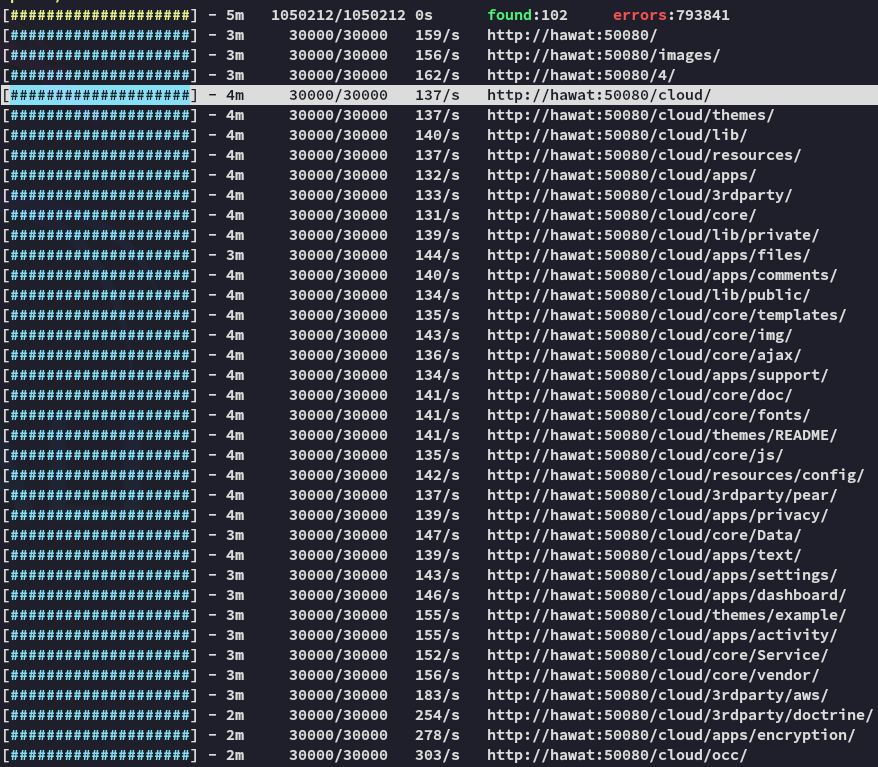 [####################] - 5m 1050212/1050212 0s found:102 errors:793841
[####################] - 3m 30000/30000 159/s http://hawat:50080/
[####################] - 3m 30000/30000 156/s http://hawat:50080/images/
[####################] - 3m 30000/30000 162/s http://hawat:50080/4/
[####################] - 4m 30000/30000 137/s http://hawat:50080/cloud/
[####################] - 4m 30000/30000 137/s http://hawat:50080/cloud/themes/
[####################] - 4m 30000/30000 140/s http://hawat:50080/cloud/lib/
[####################] - 4m 30000/30000 137/s http://hawat:50080/cloud/resources/
[####################] - 4m 30000/30000 132/s http://hawat:50080/cloud/apps/
[####################] - 4m 30000/30000 133/s http://hawat:50080/cloud/3rdparty/
[####################] - 4m 30000/30000 131/s http://hawat:50080/cloud/core/
[####################] - 4m 30000/30000 139/s http://hawat:50080/cloud/lib/private/
[####################] - 3m 30000/30000 144/s http://hawat:50080/cloud/apps/files/
[####################] - 4m 30000/30000 140/s http://hawat:50080/cloud/apps/comments/
[####################] - 4m 30000/30000 134/s http://hawat:50080/cloud/lib/public/
[####################] - 4m 30000/30000 135/s http://hawat:50080/cloud/core/templates/
[####################] - 4m 30000/30000 143/s http://hawat:50080/cloud/core/img/
[####################] - 4m 30000/30000 136/s http://hawat:50080/cloud/core/ajax/
[####################] - 4m 30000/30000 134/s http://hawat:50080/cloud/apps/support/
[####################] - 4m 30000/30000 141/s http://hawat:50080/cloud/core/doc/
[####################] - 4m 30000/30000 141/s http://hawat:50080/cloud/core/fonts/
[####################] - 4m 30000/30000 141/s http://hawat:50080/cloud/themes/README/
[####################] - 4m 30000/30000 135/s http://hawat:50080/cloud/core/js/
[####################] - 4m 30000/30000 142/s http://hawat:50080/cloud/resources/config/
[####################] - 4m 30000/30000 137/s http://hawat:50080/cloud/3rdparty/pear/
[####################] - 4m 30000/30000 139/s http://hawat:50080/cloud/apps/privacy/
[####################] - 3m 30000/30000 147/s http://hawat:50080/cloud/core/Data/
[####################] - 4m 30000/30000 139/s http://hawat:50080/cloud/apps/text/
[####################] - 3m 30000/30000 143/s http://hawat:50080/cloud/apps/settings/
[####################] - 3m 30000/30000 146/s http://hawat:50080/cloud/apps/dashboard/
[####################] - 3m 30000/30000 155/s http://hawat:50080/cloud/themes/example/
[####################] - 3m 30000/30000 155/s http://hawat:50080/cloud/apps/activity/
[####################] - 3m 30000/30000 152/s http://hawat:50080/cloud/core/Service/
[####################] - 3m 30000/30000 156/s http://hawat:50080/cloud/core/vendor/
[####################] - 3m 30000/30000 183/s http://hawat:50080/cloud/3rdparty/aws/
[####################] - 2m 30000/30000 254/s http://hawat:50080/cloud/3rdparty/doctrine/
[####################] - 2m 30000/30000 278/s http://hawat:50080/cloud/apps/encryption/
[####################] - 2m 30000/30000 303/s http://hawat:50080/cloud/occ/